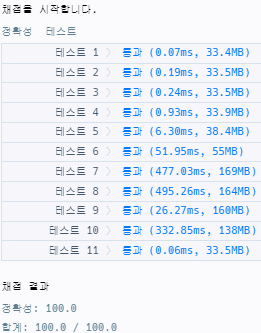 채점을 시작합니다.
정확성 테스트
테스트 1 〉 통과 (0.07ms, 33.4MB)
테스트 2 〉 통과 (0.19ms, 33.5MB)
테스트 3 〉 통과 (0.24ms, 33.5MB)
테스트 4 〉 통과 (0.93ms, 33.9MB)
테스트 5 〉 통과 (6.30ms, 38.4MB)
테스트 6 〉 통과 (51.95ms, 55MB)
테스트 7 〉 통과 (477.03ms, 169MB)
테스트 8 〉 통과 (495.26ms, 164MB)
테스트 9 〉 통과 (26.27ms, 160MB)
테스트 10 〉 통과 (332.85ms, 138MB)
테스트 11 〉 통과 (0.06ms, 33.5MB)
채점 결과
정확성: 100.0
합계: 100.0 / 100.0